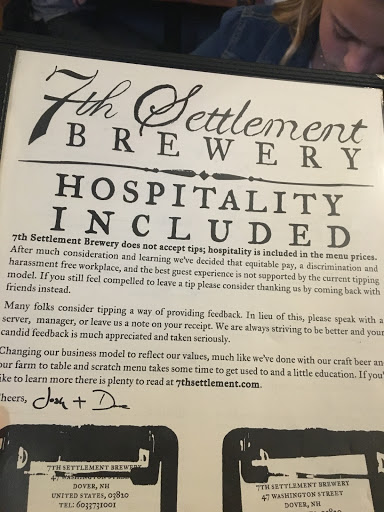 7th Settlement
BREWERY
HOSPITALITY
INCLUDED
7th Settlement Brewery does not accept tips; hospitality is included in the menu prices.
After much consideration and learning we've decided that equitable pay, a discrimination and
harassment free workplace, and the best guest experience is not supported by the current tipping
model. If you still feel compelled to leave a tip please consider thanking us by coming back with
friends instead.
Many folks consider tipping a way of providing feedback. In lieu of this, please speak with a
server, manager, or leave us a note on your receipt. We are always striving to be better and your
candid feedback is much appreciated and taken seriously.
Changing our business model to reflect our values, much like we've done with our craft beer an
our farm to table and scratch menu takes some time to get used to and a little education. If you'
like to learn more there is plenty to read at 7thsettlement.com.
heers, Josh + D
7TH SETTLEMENT BREWERY
47 WASHINGTON STREET
DOVER, NH
UNITED STATES, 03820
TEL: 6033731001
7TH SETTLEMENT BREWERY
47 WASHINGTON STREET
DOVER, NH